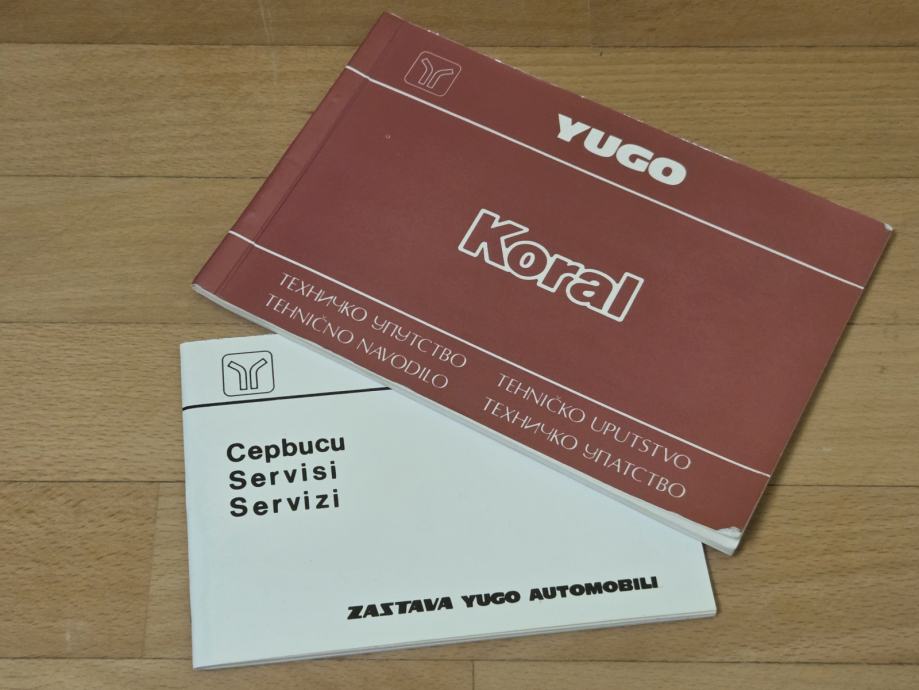 YUGO
Koral
ТЕХНИЧКО УПУТСТВО
TEHNIČNO NAVODILO
TEHNIČKO UPUTSTVO
ТЕХНИЧКО УПАТСТВО
Сервиси
Servisi
Servizi
ZASTAVA YUGO AUTOMOBILI